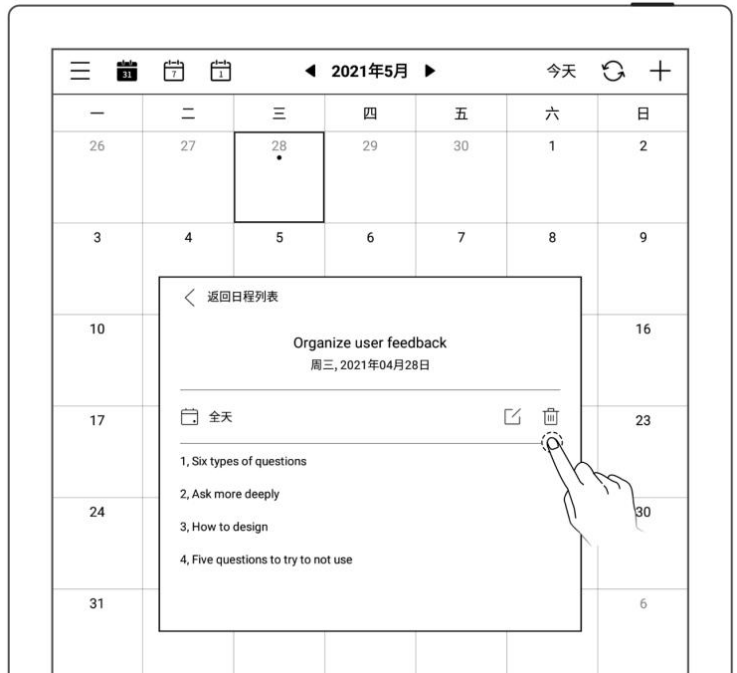 31 7 1 2021年5月 今天
一 二 三 四 五 六 日
26 27 28 29 30 1 2
3 4 5 6 7 8 9
返回日程列表
10 16
Organize user feedback
周三, 2021年04月28日
17 全天 23
1, Six types of questions
2, Ask more deeply
24 30
3, How to design
4, Five questions to try to not use
31 6